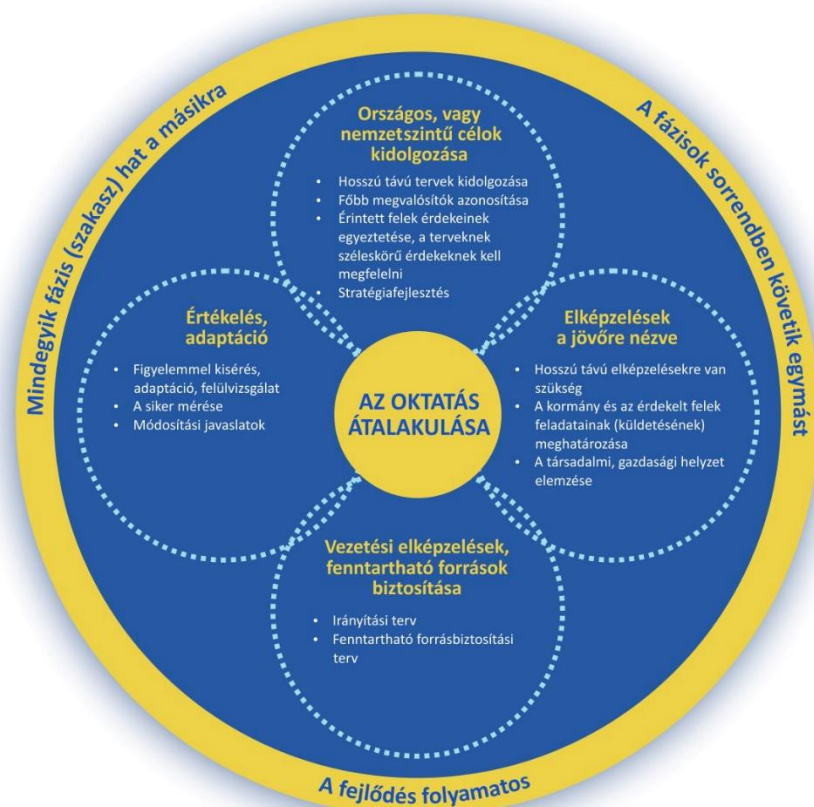 Mindegyik fázis (szakasz) hat a másikra
A fázisok sorrendben követik egymást
Országos, vagy
nemzetszintű célok
kidolgozása
• Hosszú távú tervek kidolgozása
• Főbb megvalósítók azonosítása
• Érintett felek érdekeinek
egyeztetése, a terveknek
széleskörű érdekeknek kell
megfelelni
• Stratégiafejlesztés
Értékelés,
adaptáció
• Figyelemmel kisérés,
adaptáció, felülvizsgálat
• A siker mérése
• Módosítási javaslatok
AZ OKTATÁS
ÁTALAKULÁSA
Elképzelések
a jövőre nézve
• Hosszú távú elképzelésekre van
szükség
• A kormány és az érdekelt felek
feladatainak (küldetésének)
meghatározása
• A társadalmi, gazdasági helyzet
elemzése
Vezetési elképzelések,
fenntartható források
biztosítása
• Irányítási terv
• Fenntartható forrásbiztosítási
terv
A fejlődés folyamatos